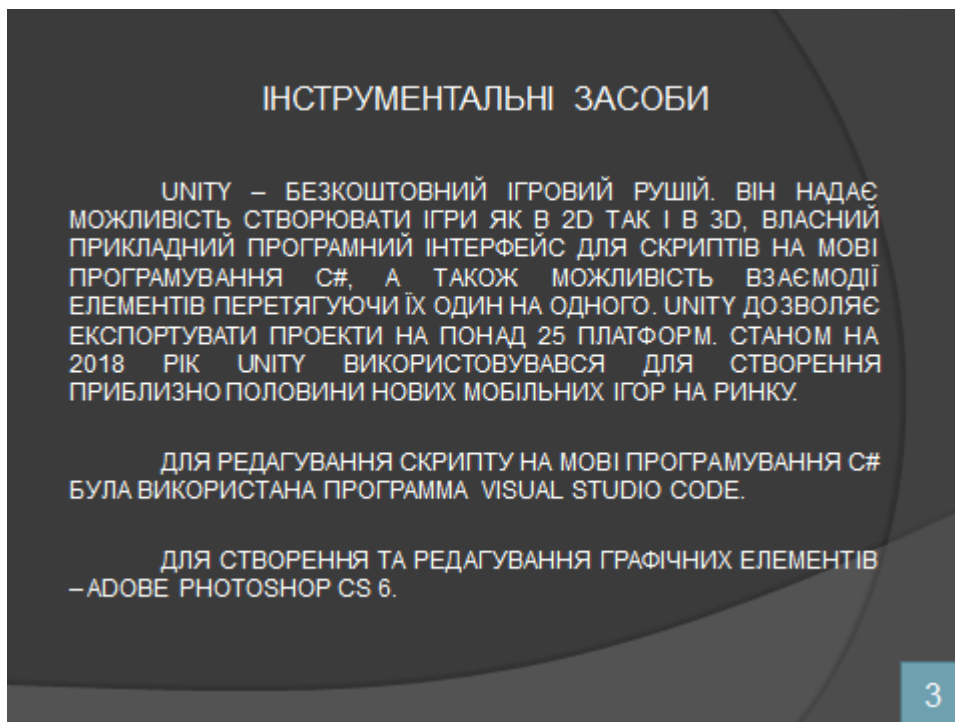 ІНСТРУМЕНТАЛЬНІ ЗАСОБИ
UNITY – БЕЗКОШТОВНИЙ ІГРОВИЙ РУШІЙ. ВІН НАДАЄ
МОЖЛИВІСТЬ СТВОРЮВАТИ ІГРИ ЯК В 2D ТАК І В 3D, ВЛАСНИЙ
ПРИКЛАДНИЙ ПРОГРАМНИЙ ІНТЕРФЕЙС ДЛЯ СКРИПТІВ НА МОВІ
ПРОГРАМУВАННЯ C#, А ТАКОЖ МОЖЛИВІСТЬ ВЗАЄМОДІЇ
ЕЛЕМЕНТІВ ПЕРЕТЯГУЮЧИ ЇХ ОДИН НА ОДНОГО. UNITY ДОЗВОЛЯЄ
ЕКСПОРТУВАТИ ПРОЕКТИ НА ПОНАД 25 ПЛАТФОРМ. СТАНОМ НА
2018 РІК UNITY ВИКОРИСТОВУВАВСЯ ДЛЯ СТВОРЕННЯ
ПРИБЛИЗНО ПОЛОВИНИ НОВИХ МОБІЛЬНИХ ІГОР НА РИНКУ.
ДЛЯ РЕДАГУВАННЯ СКРИПТУ НА МОВІ ПРОГРАМУВАННЯ C#
БУЛА ВИКОРИСТАНА ПРОГРАММА VISUAL STUDIO CODE.
ДЛЯ СТВОРЕННЯ ТА РЕДАГУВАННЯ ГРАФІЧНИХ ЕЛЕМЕНТІВ
– ADOBE PHOTOSHOP CS 6.
3